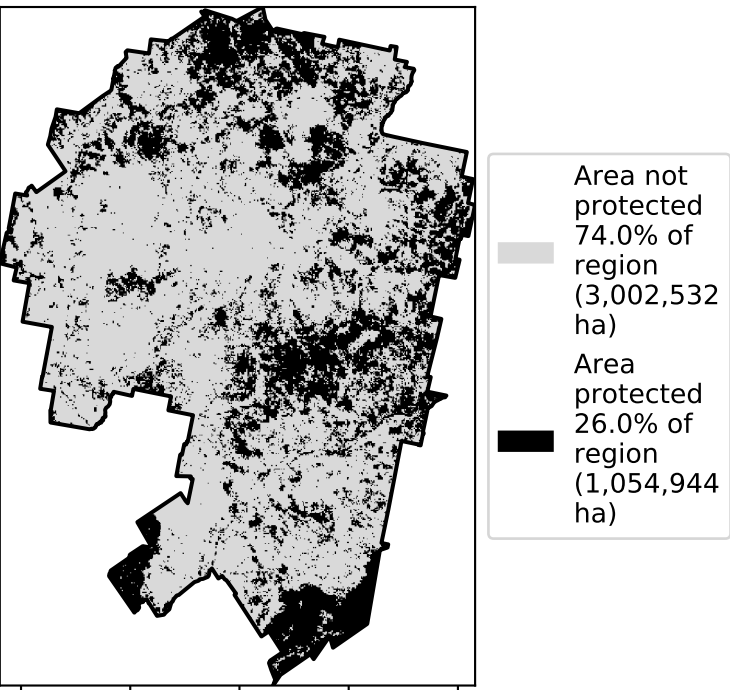 Area not
protected
74.0% of
region
(3,002,532
ha)
Area
protected
26.0% of
region
(1,054,944
ha)